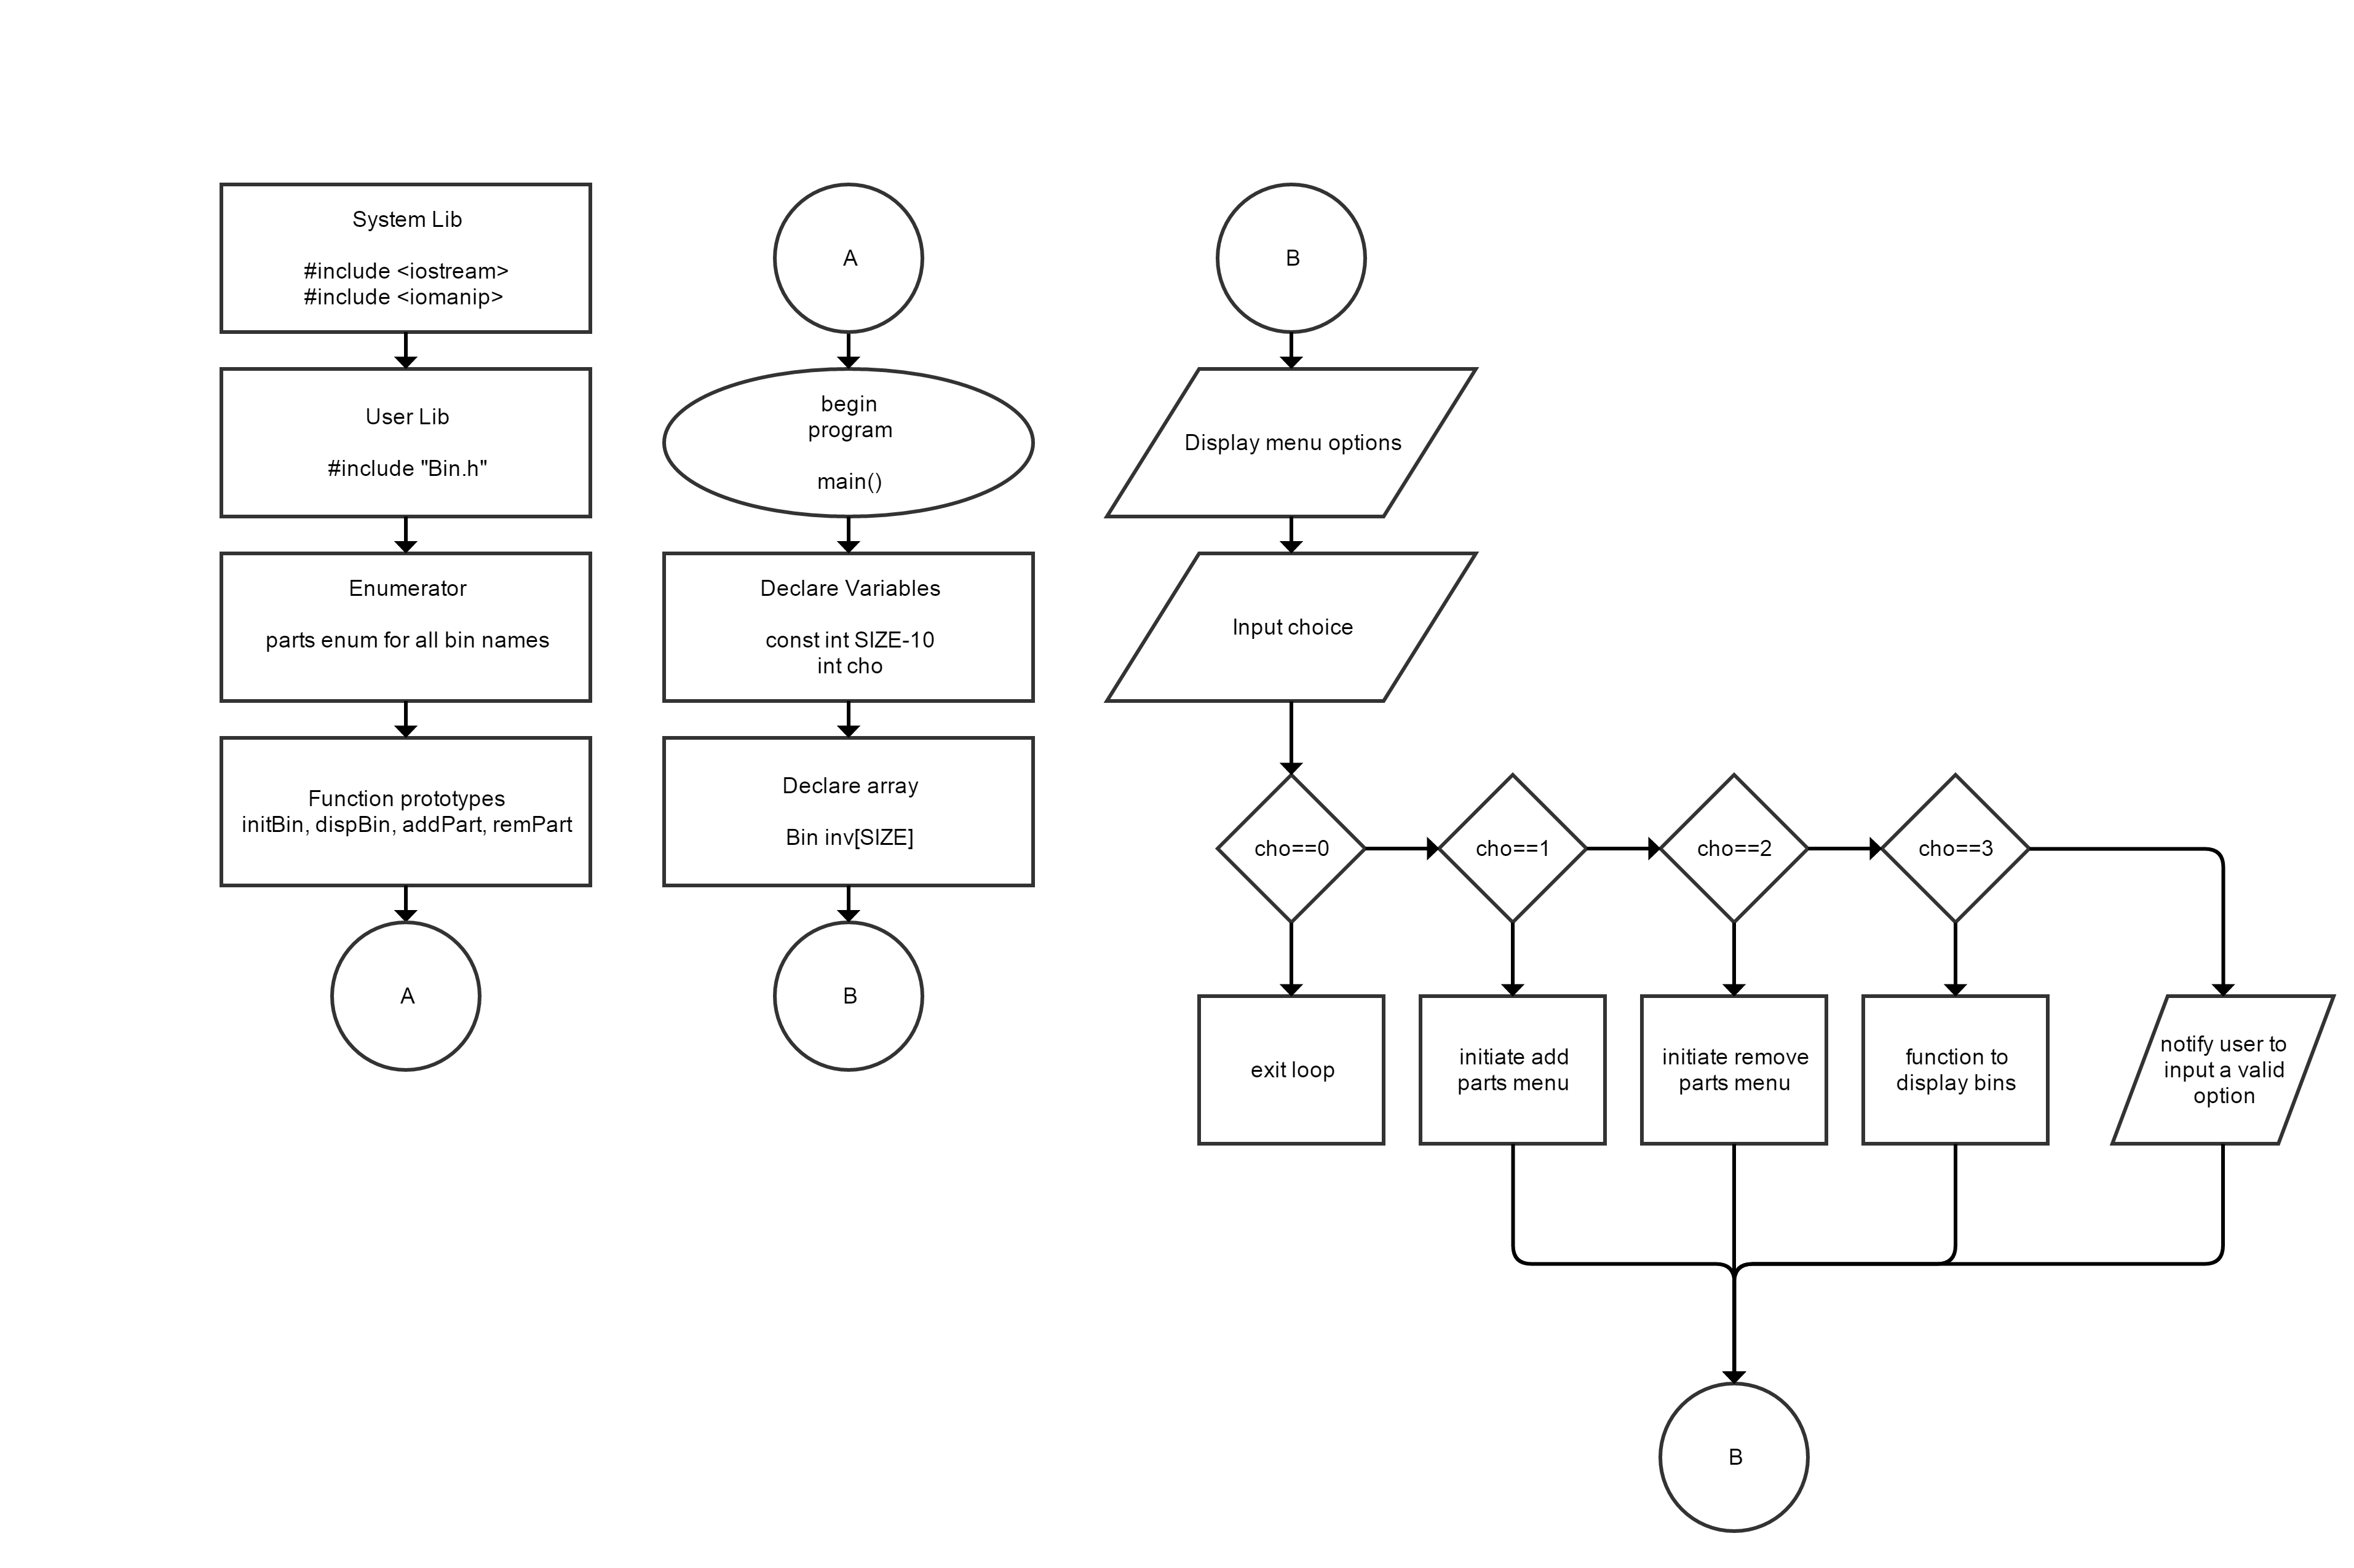 System Lib
#include <iostream>
#include <iomanip>
User Lib
#include "Bin.h"
Enumerator
parts enum for all bin names
Function prototypes
initBin, dispBin, addPart, remPart
A
A
begin
program
main()
Declare Variables
const int SIZE-10
int cho
Declare array
Bin inv[SIZE]
B
B
Display menu options
Input choice
cho==0
cho==1
cho==2
cho==3
exit loop
initiate add
parts menu
initiate remove
parts menu
function to
display bins
notify user to
input a valid
option
B